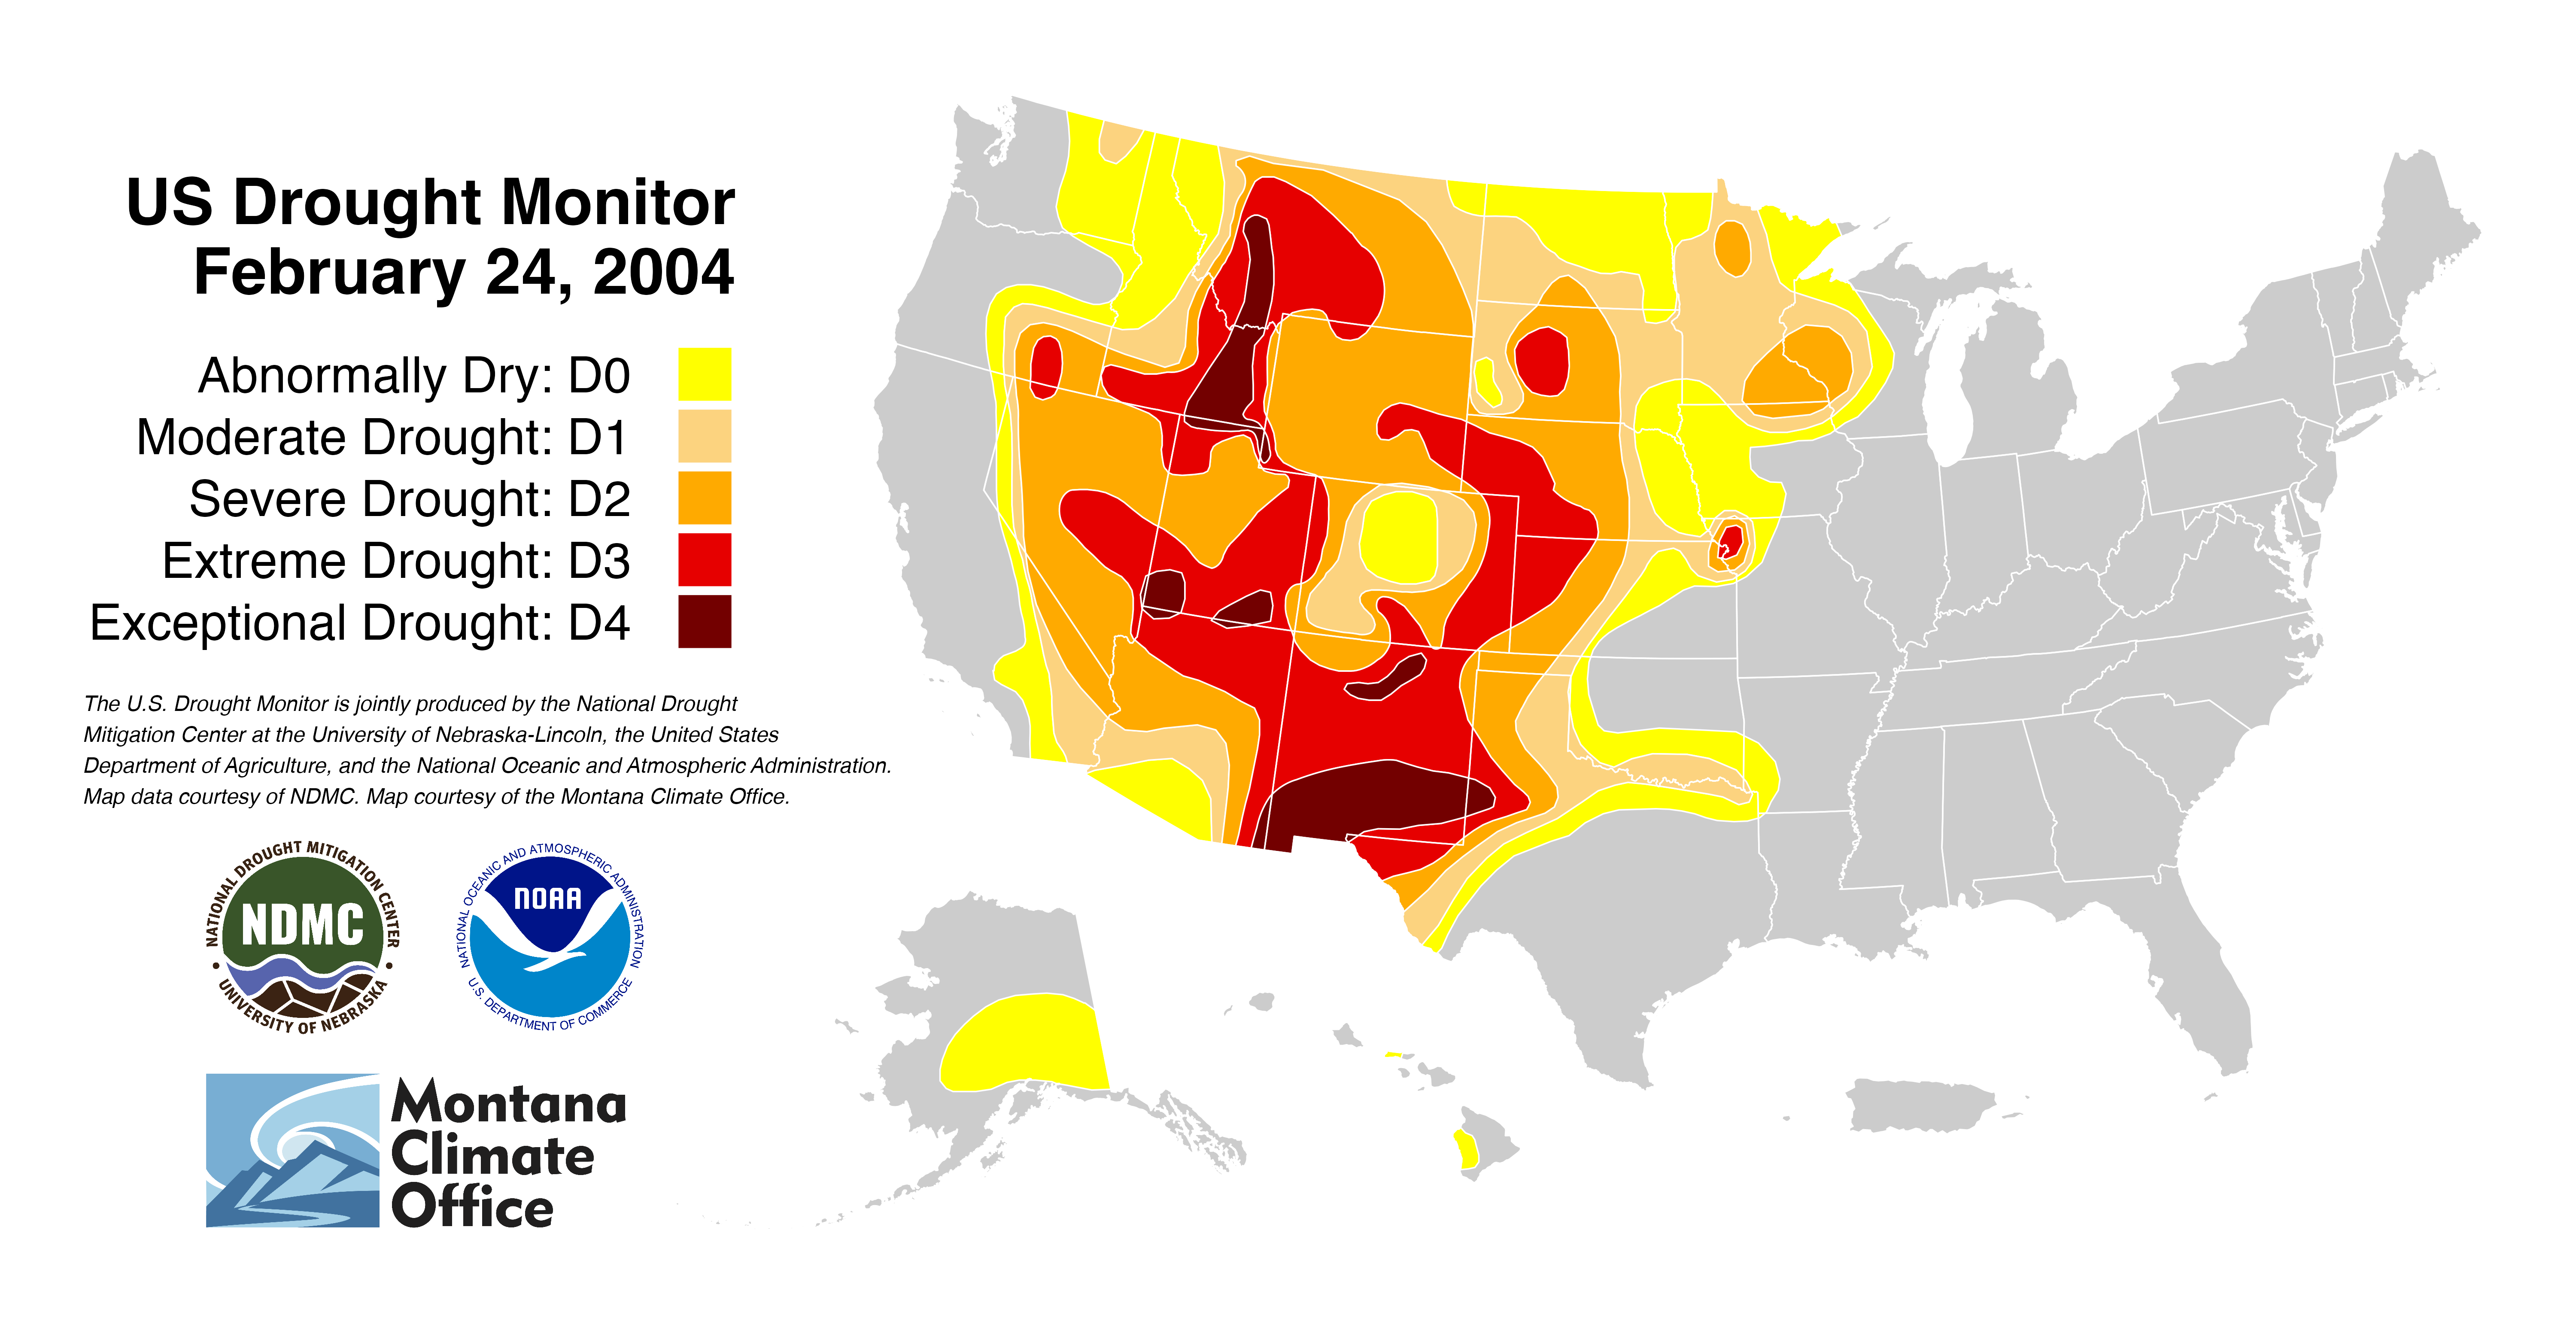 US Drought Monitor
February 24, 2004
Abnormally Dry: D0
Moderate Drought: D1
Severe Drought: D2
Extreme Drought: D3
Exceptional Drought: D4
The U.S. Drought Monitor is jointly produced by the National Drought
Mitigation Center at the University of Nebraska-Lincoln, the United States
Department of Agriculture, and the National Oceanic and Atmospheric Administration.
Map data courtesy of NDMC. Map courtesy of the Montana Climate Office.
NATIONAL DROUGHT MITIGATION CENTER
NDMC
• UNIVERSITY OF NEBRASKA •
NATIONAL OCEANIC AND ATMOSPHERIC ADMINISTRATION
NOAA
U.S. DEPARTMENT OF COMMERCE
Montana
Climate
Office